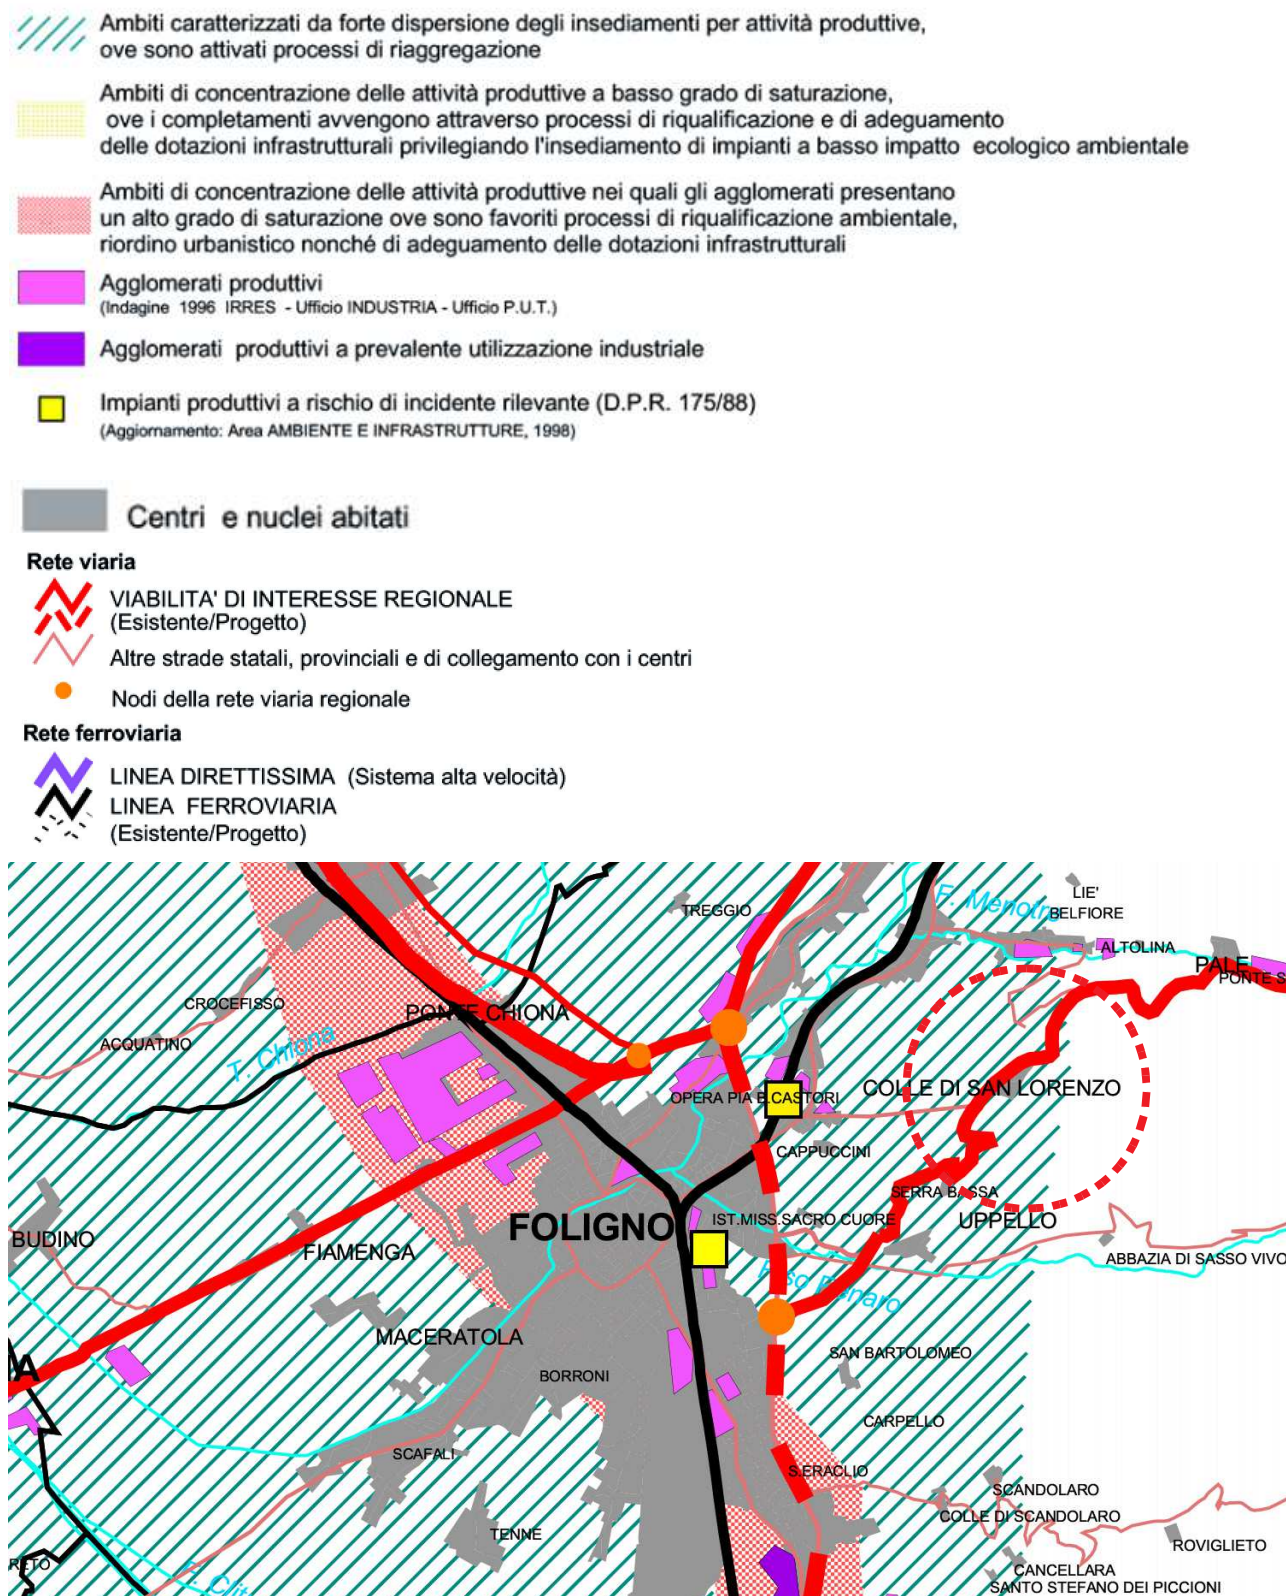 Ambiti caratterizzati da forte dispersione degli insediamenti per attività produttive,
ove sono attivati processi di riaggregazione
Ambiti di concentrazione delle attività produttive a basso grado di saturazione,
ove i completamenti avvengono attraverso processi di riqualificazione e di adeguamento
delle dotazioni infrastrutturali privilegiando l'insediamento di impianti a basso impatto ecologico ambientale
Ambiti di concentrazione delle attività produttive nei quali gli agglomerati presentano
un alto grado di saturazione ove sono favoriti processi di riqualificazione ambientale,
riordino urbanistico nonché di adeguamento delle dotazioni infrastrutturali
Agglomerati produttivi
(Indagine 1996 IRRES - Ufficio INDUSTRIA - Ufficio P.U.T.)
Agglomerati produttivi a prevalente utilizzazione industriale
Impianti produttivi a rischio di incidente rilevante (D.P.R. 175/88)
(Aggiornamento: Area AMBIENTE E INFRASTRUTTURE, 1998)
Centri e nuclei abitati
Rete viaria
VIABILITA' DI INTERESSE REGIONALE
(Esistente/Progetto)
Altre strade statali, provinciali e di collegamento con i centri
Nodi della rete viaria regionale
Rete ferroviaria
LINEA DIRETTISSIMA (Sistema alta velocità)
LINEA FERROVIARIA
(Esistente/Progetto)
LIE'
F. Menotre
TREGGIO
BELFIORE
ALTOLINA
PALE
PONTE S
CROCEFISSO
PONTE CHIONA
ACQUATINO
T. Chiona
COLLE DI SAN LORENZO
OPERA PIA B.CASTORI
CAPPUCCINI
SERRA BASSA
IST.MISS.SACRO CUORE
UPPELLO
FOLIGNO
BUDINO
FIAMENGA
ABBAZIA DI SASSO VIVO
MACERATOLA
SAN BARTOLOMEO
IA
BORRONI
CARPELLO
SCAFALI
S.ERACLIO
SCANDOLARO
COLLE DI SCANDOLARO
TENNE
ROVIGLIETO
RETO
CANCELLARA
SANTO STEFANO DEI PICCIONI